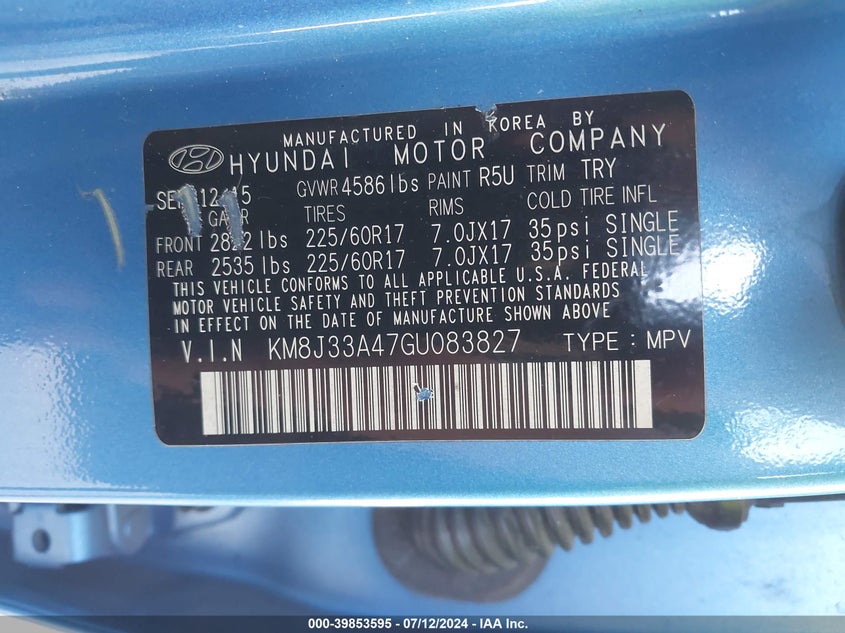 MANUFACTURED IN KOREA BY
HYUNDAI MOTOR COMPANY
GVWR 4586 lbs PAINT R5U TRIM TRY
TIRES RIMS COLD TIRE INFL
FRONT lbs 225/60R17 7.0JX17 35psi SINGLE
REAR 2535 lbs 225/60R17 7.0JX17 35psi SINGLE
THIS VEHICLE CONFORMS TO ALL APPLICABLE U.S.A. FEDERAL
MOTOR VEHICLE SAFETY AND THEFT PREVENTION STANDARDS
IN EFFECT ON THE DATE OF MANUFACTURE SHOWN ABOVE
V.I.N KM8J33A47GU083827 TYPE : MPV
000-39853595 - 07/12/2024 - IAA Inc.